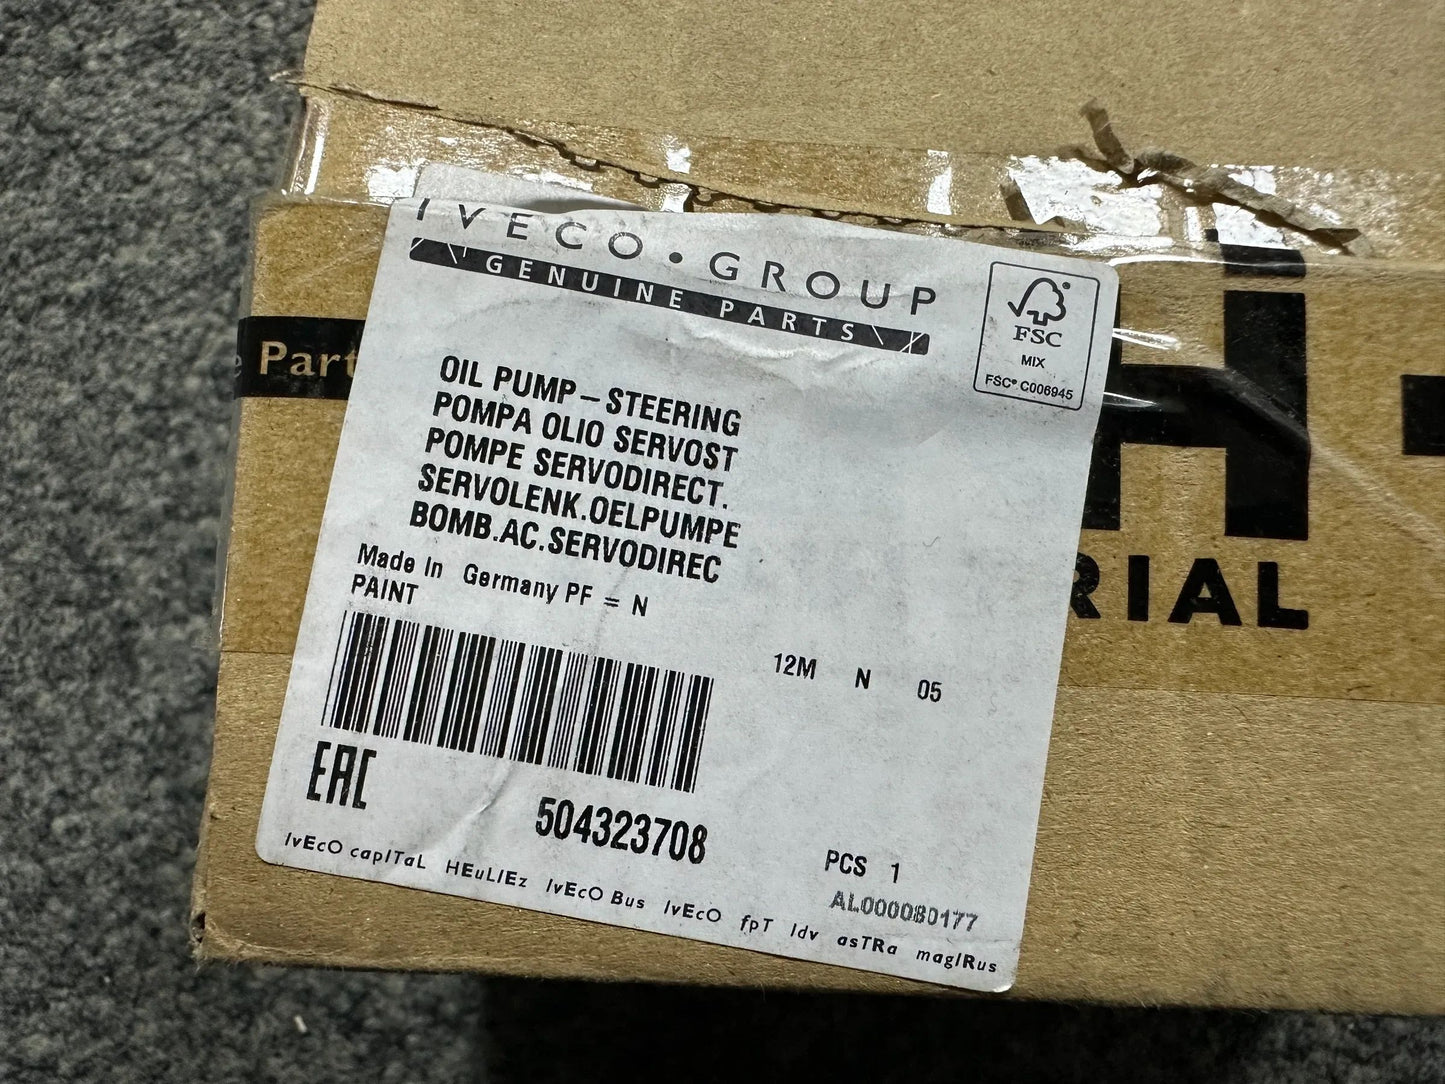 IVECO • GROUP
GENUINE PARTS
FSC
MIX
FSC® C006945
e Part
OIL PUMP-STEERING
POMPA OLIO SERVOST
POMPE SERVODIRECT.
SERVOLENK.OELPUMPE
BOMB.AC.SERVODIREC
Made In Germany PF = N
PAINT
12M N 05
EAC
504323708
PCS 1
AL000080177
IvEcO capITaL HEuLIEz IvEcO Bus IvEcO fpT Idv asTRa magIRus
H -
RIAL